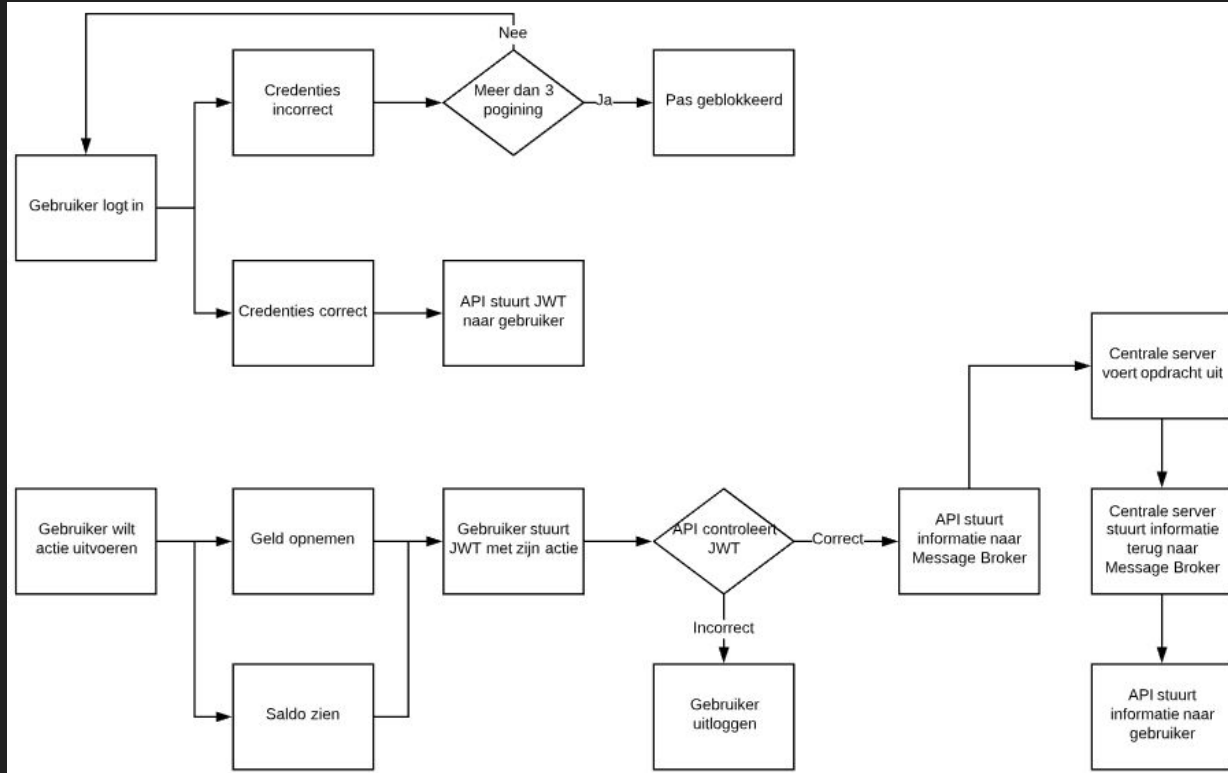 Nee
Credenties
incorrect
Meer dan 3
pogining
Ja
Pas geblokkeerd
Gebruiker logt in
Credenties correct
API stuurt JWT
naar gebruiker
Centrale server
voert opdracht uit
Gebruiker wilt
actie uitvoeren
Geld opnemen
Gebruiker stuurt
JWT met zijn actie
API controleert
JWT
Correct
API stuurt
informatie naar
Message Broker
Centrale server
stuurt informatie
terug naar
Message Broker
Incorrect
Saldo zien
Gebruiker
uitloggen
API stuurt
informatie naar
gebruiker